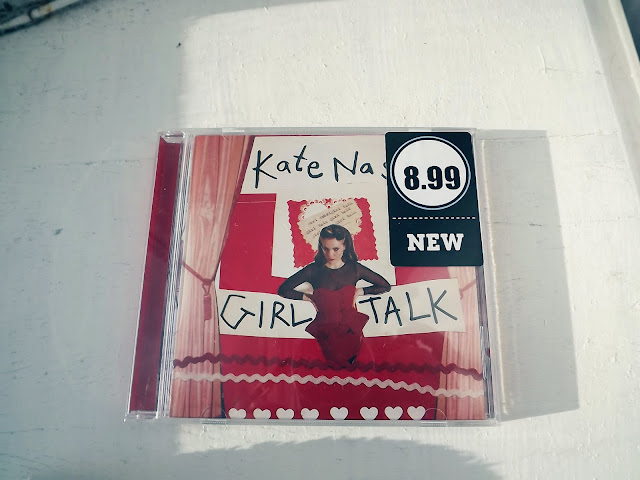 Kate Nas
8.99
NEW
GIRL TALK